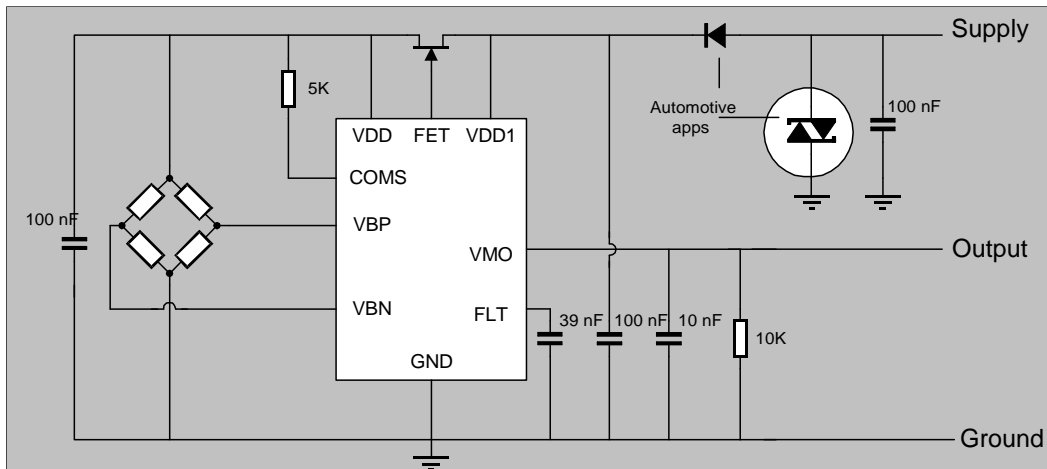 Supply
5K
Automotive
apps
100 nF
VDD
FET
VDD1
COMS
100 nF
VBP
VMO
Output
VBN
FLT
39 nF
100 nF
10 nF
10K
GND
Ground